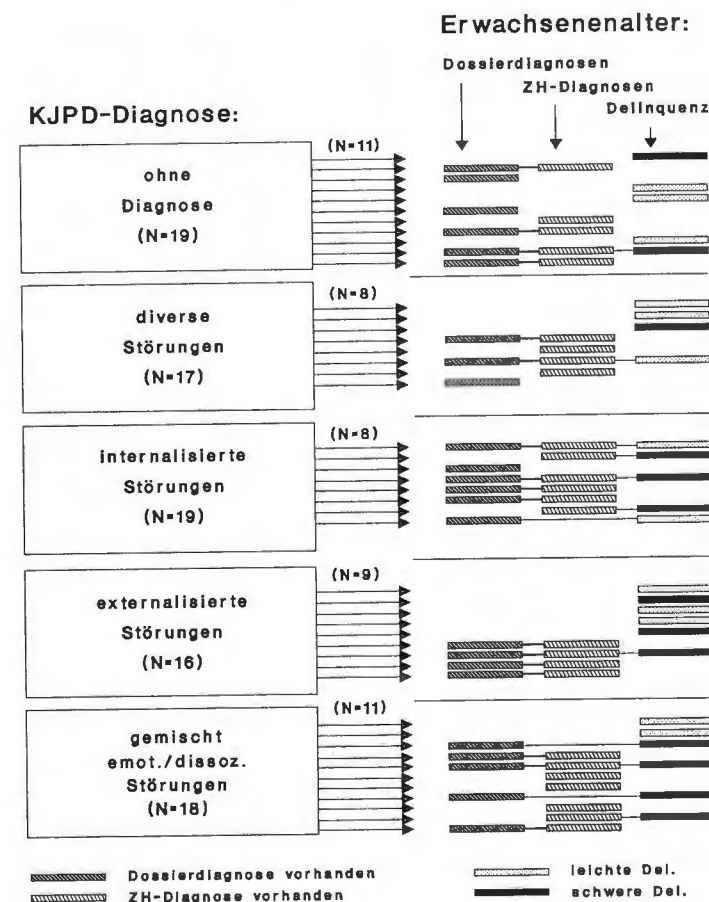 Erwachsenenalter:
Dossierdiagnosen
ZH-Diagnosen
Delinquenz
KJPD-Diagnose:
(N=11)
ohne
Diagnose
(N=19)
(N=8)
diverse
Störungen
(N=17)
(N=8)
internalisierte
Störungen
(N=19)
(N=9)
externalisierte
Störungen
(N=16)
(N=11)
gemischt
emot./dissoz.
Störungen
(N=18)
Dossierdiagnose vorhanden
ZH-Diagnose vorhanden
leichte Del.
schwere Del.